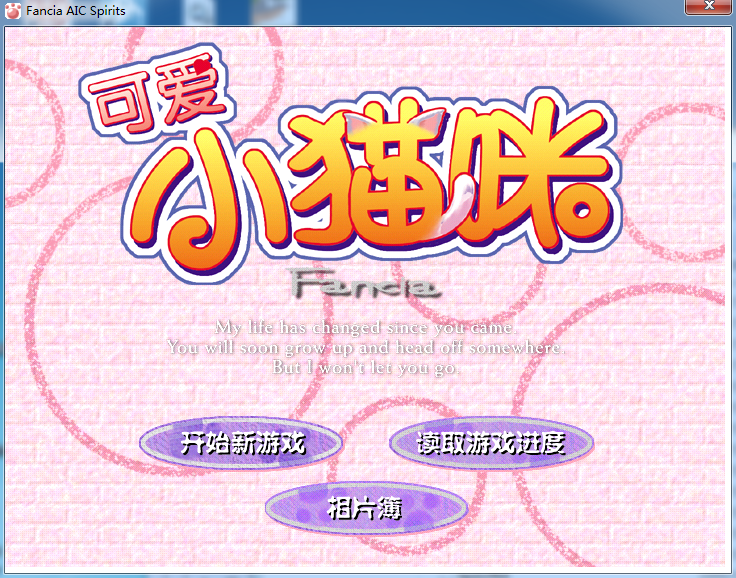 Fancia AIC Spirits
可爱
小猫咪
Fancia
My life has changed since you came.
You will soon grow up and head off somewhere.
But I won't let you go.
开始新游戏
读取游戏进度
相片簿